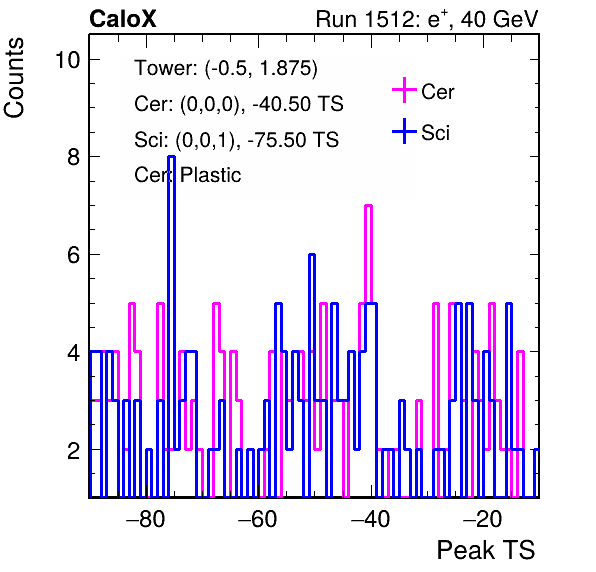 CaloX Run 1512: e+, 40 GeV
Counts
Tower: (-0.5, 1.875)
Cer: (0,0,0), -40.50 TS
Sci: (0,0,1), -75.50 TS
Cer: Plastic
Cer
Sci
10
8
6
4
2
−80 −60 −40 −20
Peak TS